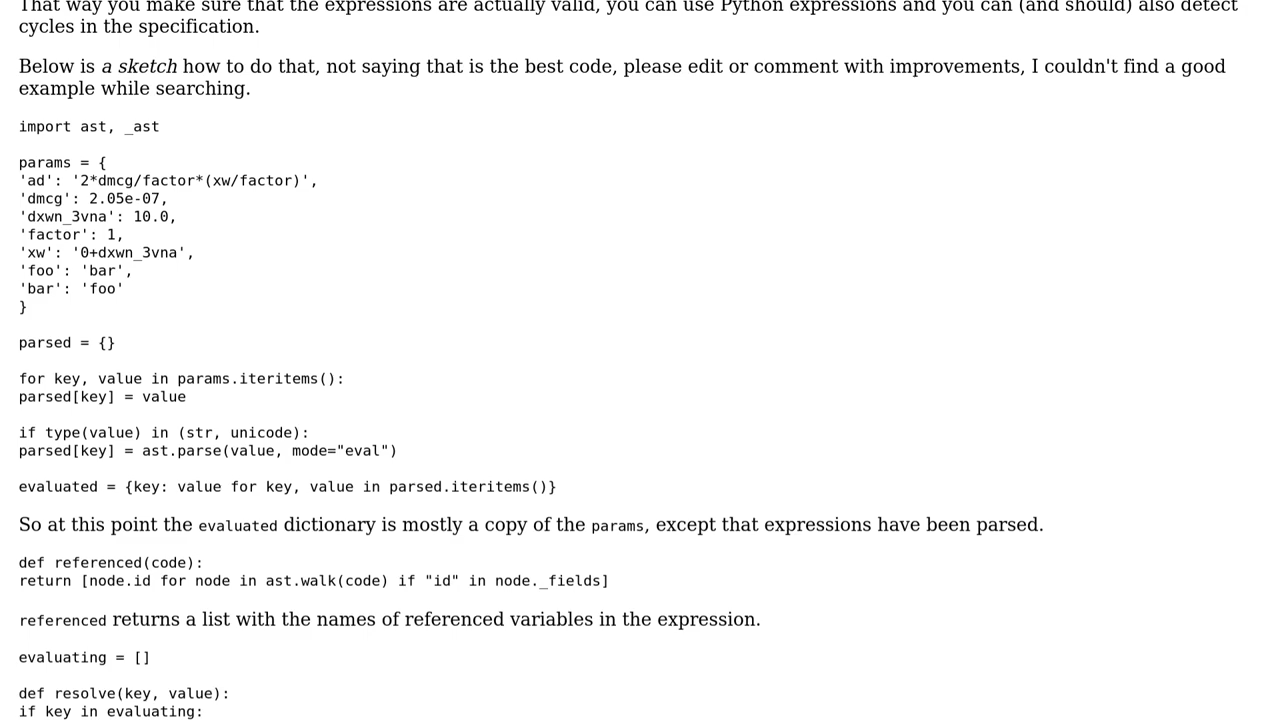 That way you make sure that the expressions are actually valid, you can use Python expressions and you can (and should) also detect
cycles in the specification.
Below is a sketch how to do that, not saying that is the best code, please edit or comment with improvements, I couldn't find a good
example while searching.
import ast, _ast
params = {
'ad': '2*dmcg/factor*(xw/factor)',
'dmcg': 2.05e-07,
'dxwn_3vna': 10.0,
'factor': 1,
'xw': '0+dxwn_3vna',
'foo': 'bar',
'bar': 'foo'
}
parsed = {}
for key, value in params.iteritems():
parsed[key] = value
if type(value) in (str, unicode):
parsed[key] = ast.parse(value, mode="eval")
evaluated = {key: value for key, value in parsed.iteritems()}
So at this point the evaluated dictionary is mostly a copy of the params, except that expressions have been parsed.
def referenced(code):
return [node.id for node in ast.walk(code) if "id" in node._fields]
referenced returns a list with the names of referenced variables in the expression.
evaluating = []
def resolve(key, value):
if key in evaluating: